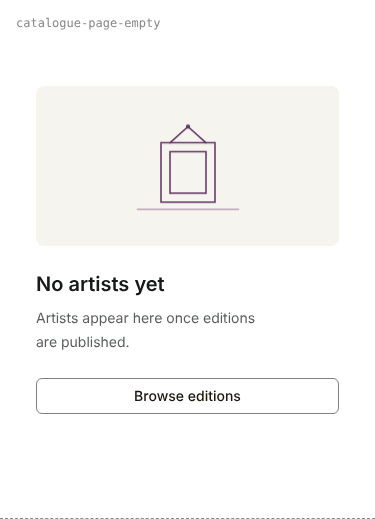 catalogue-page-empty
No artists yet
Artists appear here once editions
are published.
Browse editions